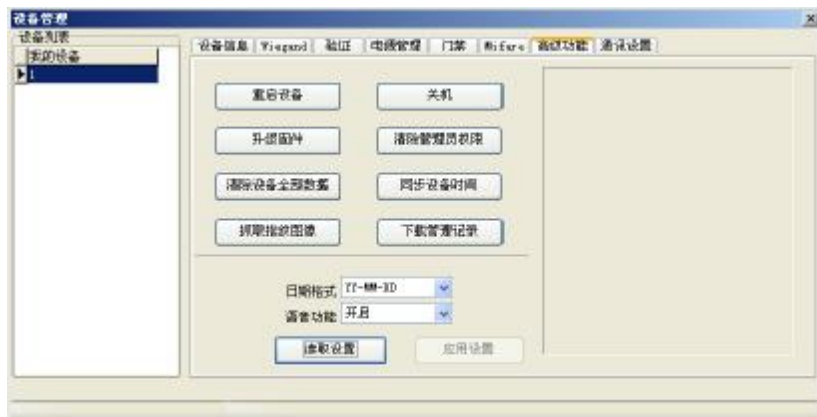 设备管理
设备列表
我的设备
1
设备信息 Wiegand 验证 电源管理 门禁 Mifare 高级功能 通讯设置
重启设备 关机
升级固件 清除管理员权限
清除设备全部数据 同步设备时间
抓取指纹图像 下载管理记录
日期格式 YY-MM-DD
语音功能 开启
读取设置 应用设置